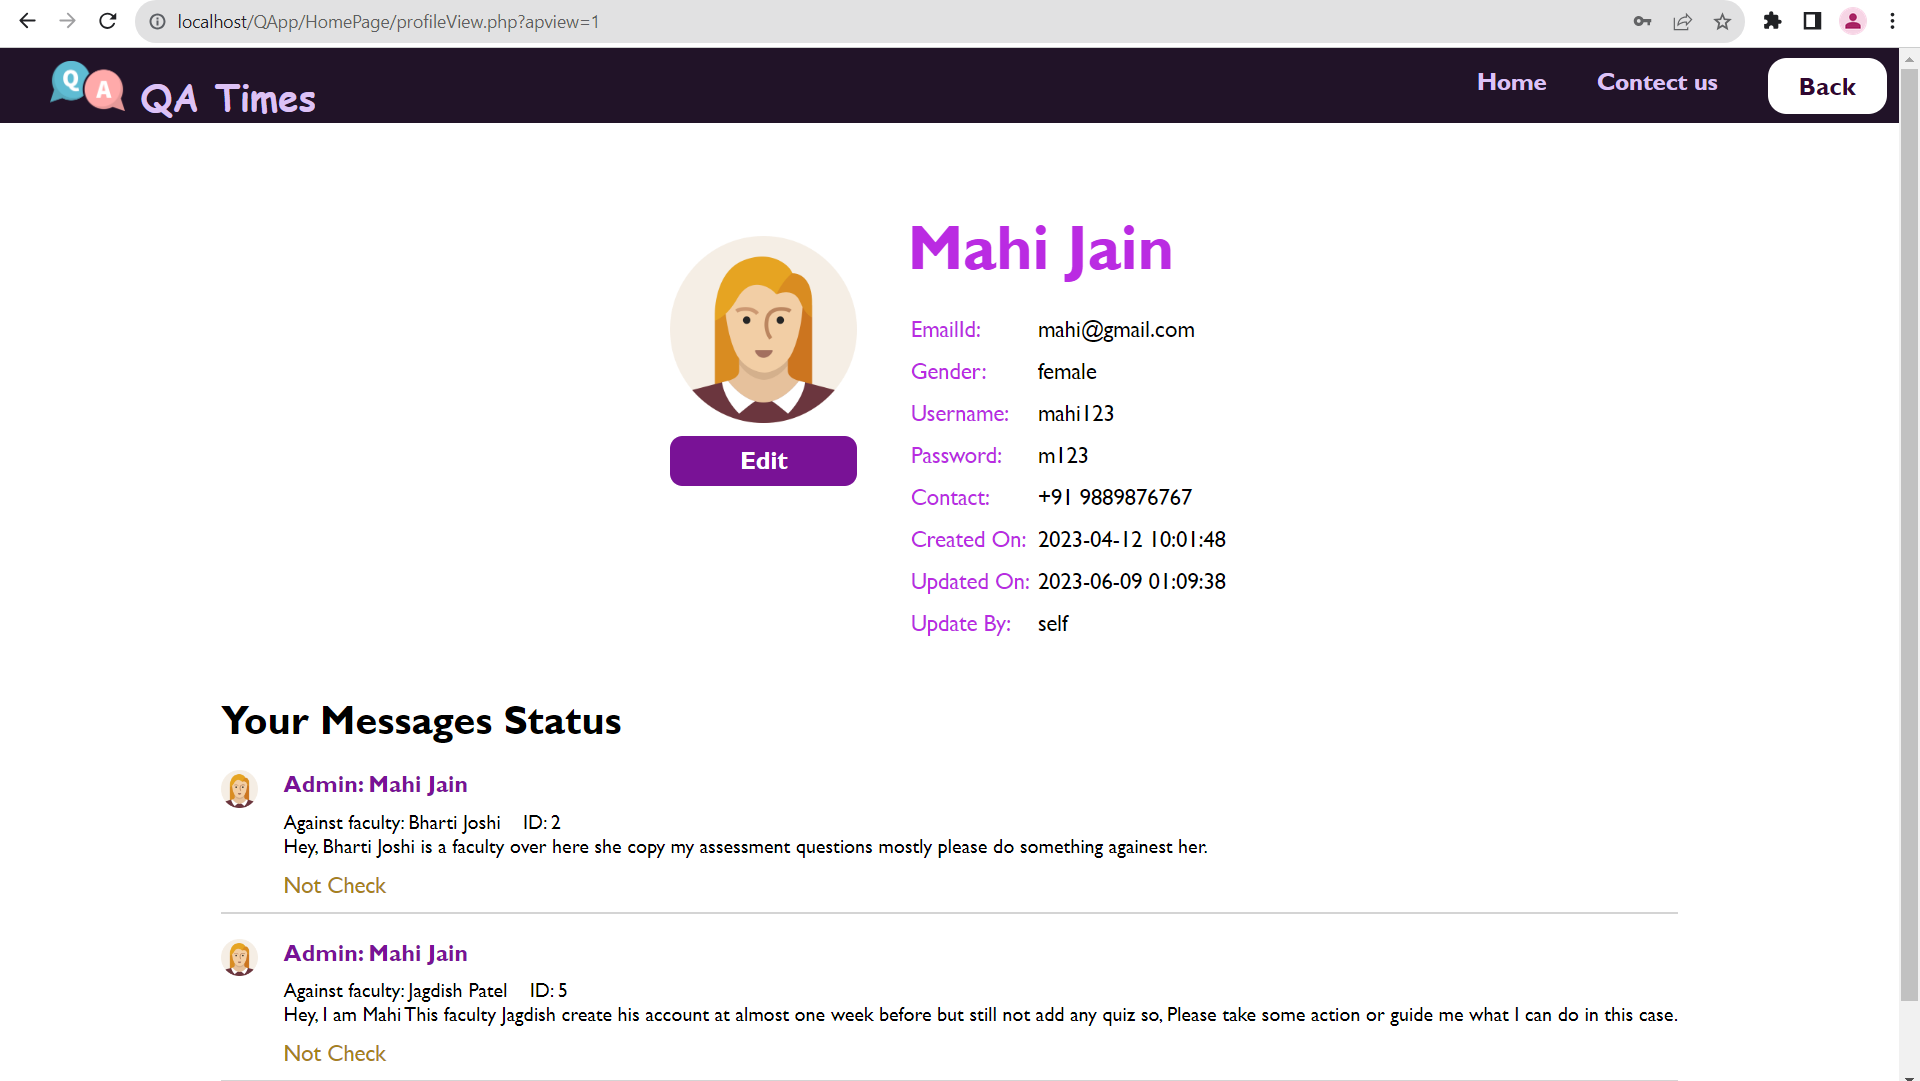 localhost/QApp/HomePage/profileView.php?apview=1
Q A QA Times Home Contect us Back
Mahi Jain
EmailId: mahi@gmail.com
Gender: female
Username: mahi123
Password: m123
Contact: +91 9889876767
Created On: 2023-04-12 10:01:48
Updated On: 2023-06-09 01:09:38
Update By: self
Edit
Your Messages Status
Admin: Mahi Jain
Against faculty: Bharti Joshi ID: 2
Hey, Bharti Joshi is a faculty over here she copy my assessment questions mostly please do something againest her.
Not Check
Admin: Mahi Jain
Against faculty: Jagdish Patel ID: 5
Hey, I am Mahi This faculty Jagdish create his account at almost one week before but still not add any quiz so, Please take some action or guide me what I can do in this case.
Not Check